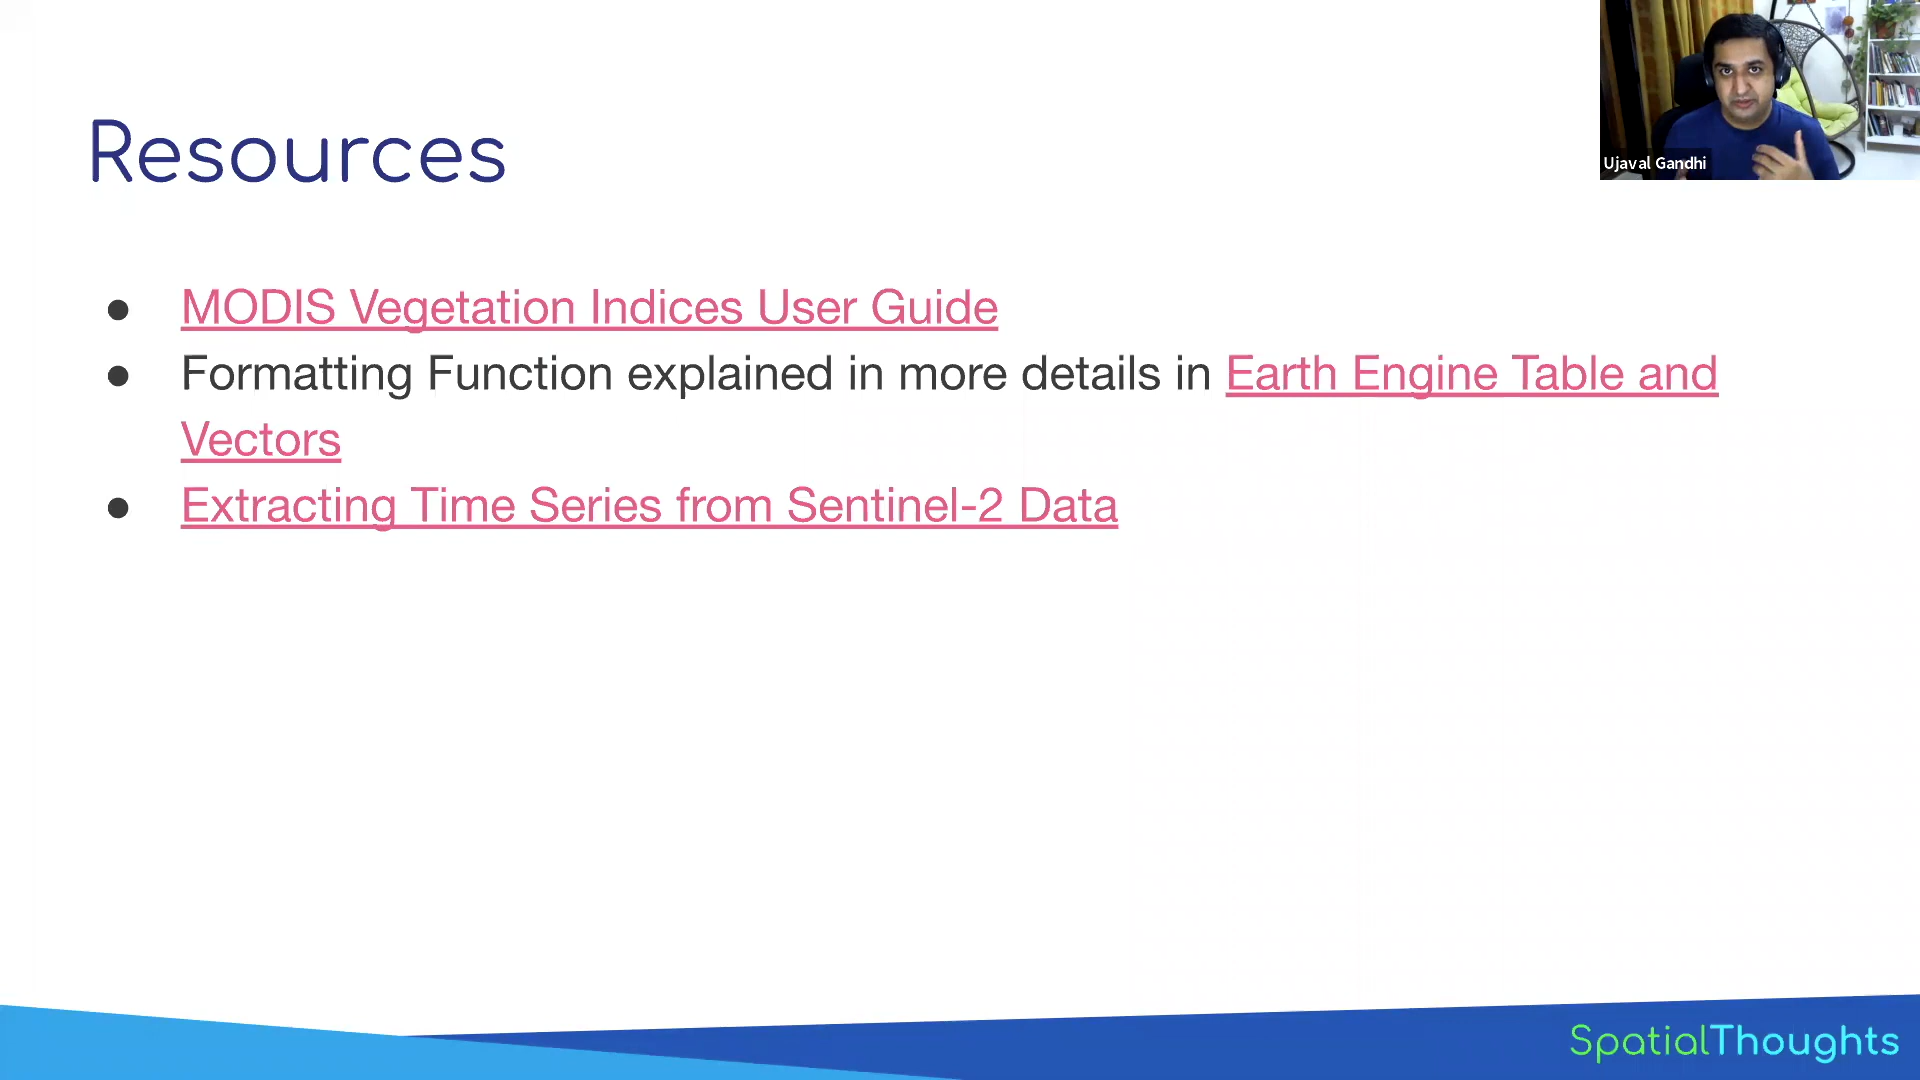 Resources
Ujaval Gandhi
● MODIS Vegetation Indices User Guide
● Formatting Function explained in more details in Earth Engine Table and
Vectors
● Extracting Time Series from Sentinel-2 Data
SpatialThoughts